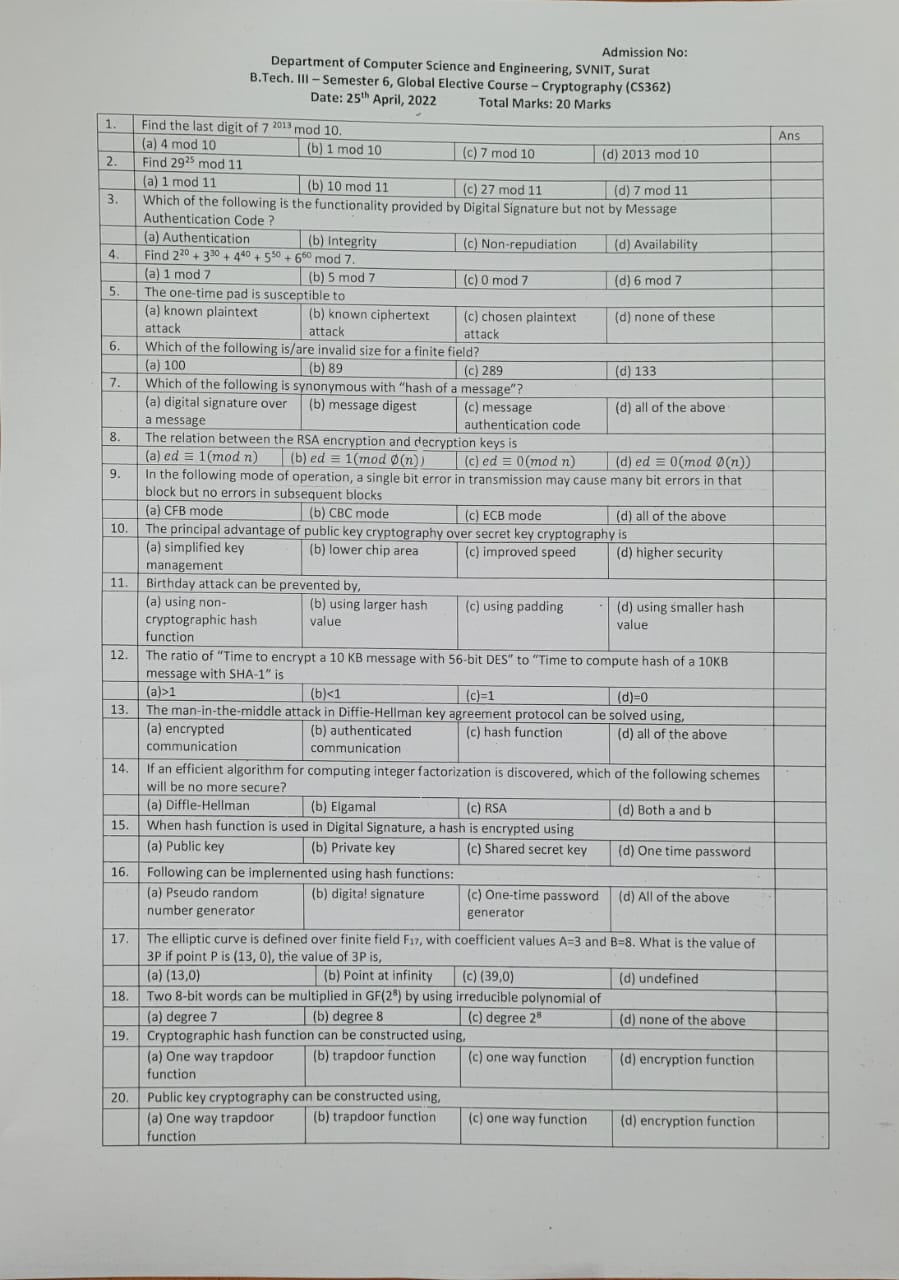 Admission No:
Department of Computer Science and Engineering, SVNIT, Surat
B.Tech. III – Semester 6, Global Elective Course – Cryptography (CS362)
Date: 25th April, 2022 Total Marks: 20 Marks
1. Find the last digit of 7 ²⁰¹³ mod 10. Ans
(a) 4 mod 10 (b) 1 mod 10 (c) 7 mod 10 (d) 2013 mod 10
2. Find 29²⁵ mod 11
(a) 1 mod 11 (b) 10 mod 11 (c) 27 mod 11 (d) 7 mod 11
3. Which of the following is the functionality provided by Digital Signature but not by Message
Authentication Code ?
(a) Authentication (b) Integrity (c) Non-repudiation (d) Availability
4. Find 2²⁰ + 3³⁰ + 4⁴⁰ + 5⁵⁰ + 6⁶⁰ mod 7.
(a) 1 mod 7 (b) 5 mod 7 (c) 0 mod 7 (d) 6 mod 7
5. The one-time pad is susceptible to
(a) known plaintext (b) known ciphertext (c) chosen plaintext (d) none of these
attack attack attack
6. Which of the following is/are invalid size for a finite field?
(a) 100 (b) 89 (c) 289 (d) 133
7. Which of the following is synonymous with "hash of a message"?
(a) digital signature over (b) message digest (c) message (d) all of the above
a message authentication code
8. The relation between the RSA encryption and decryption keys is
(a) ed ≡ 1(mod n) (b) ed ≡ 1(mod Ø(n)) (c) ed ≡ 0(mod n) (d) ed ≡ 0(mod Ø(n))
9. In the following mode of operation, a single bit error in transmission may cause many bit errors in that
block but no errors in subsequent blocks
(a) CFB mode (b) CBC mode (c) ECB mode (d) all of the above
10. The principal advantage of public key cryptography over secret key cryptography is
(a) simplified key (b) lower chip area (c) improved speed (d) higher security
management
11. Birthday attack can be prevented by,
(a) using non- (b) using larger hash (c) using padding (d) using smaller hash
cryptographic hash value value
function
12. The ratio of "Time to encrypt a 10 KB message with 56-bit DES" to "Time to compute hash of a 10KB
message with SHA-1" is
(a)>1 (b)<1 (c)=1 (d)=0
13. The man-in-the-middle attack in Diffie-Hellman key agreement protocol can be solved using,
(a) encrypted (b) authenticated (c) hash function (d) all of the above
communication communication
14. If an efficient algorithm for computing integer factorization is discovered, which of the following schemes
will be no more secure?
(a) Diffle-Hellman (b) Elgamal (c) RSA (d) Both a and b
15. When hash function is used in Digital Signature, a hash is encrypted using
(a) Public key (b) Private key (c) Shared secret key (d) One time password
16. Following can be implemented using hash functions:
(a) Pseudo random (b) digital signature (c) One-time password (d) All of the above
number generator generator
17. The elliptic curve is defined over finite field F₁₇, with coefficient values A=3 and B=8. What is the value of
3P if point P is (13, 0), the value of 3P is,
(a) (13,0) (b) Point at infinity (c) (39,0) (d) undefined
18. Two 8-bit words can be multiplied in GF(2⁸) by using irreducible polynomial of
(a) degree 7 (b) degree 8 (c) degree 2⁸ (d) none of the above
19. Cryptographic hash function can be constructed using,
(a) One way trapdoor (b) trapdoor function (c) one way function (d) encryption function
function
20. Public key cryptography can be constructed using,
(a) One way trapdoor (b) trapdoor function (c) one way function (d) encryption function
function